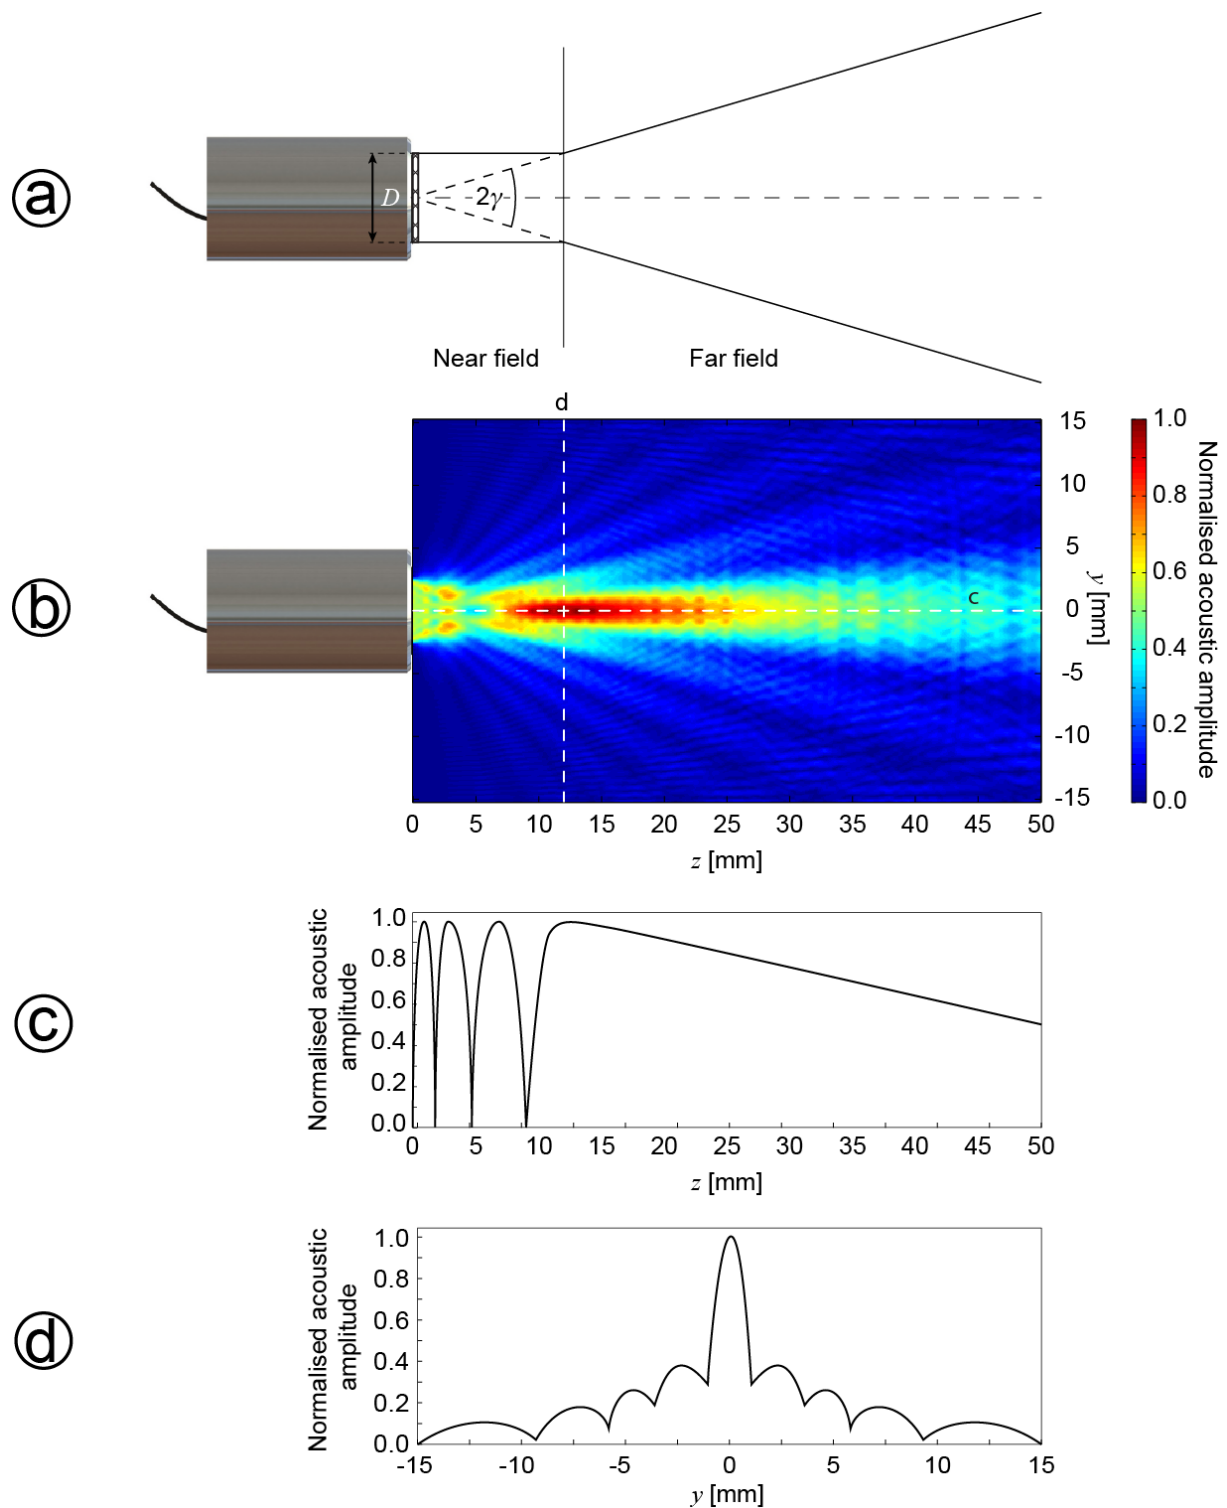 a
D
2γ
Near field
Far field
b
d
c
15
10
5
0
-5
-10
-15
y [mm]
1.0
0.8
0.6
0.4
0.2
0.0
Normalised acoustic amplitude
0 5 10 15 20 25 30 35 40 45 50
z [mm]
c
Normalised acoustic
amplitude
1.0
0.8
0.6
0.4
0.2
0.0
0 5 10 15 20 25 30 35 40 45 50
z [mm]
d
Normalised acoustic
amplitude
1.0
0.8
0.6
0.4
0.2
0.0
-15 -10 -5 0 5 10 15
y [mm]